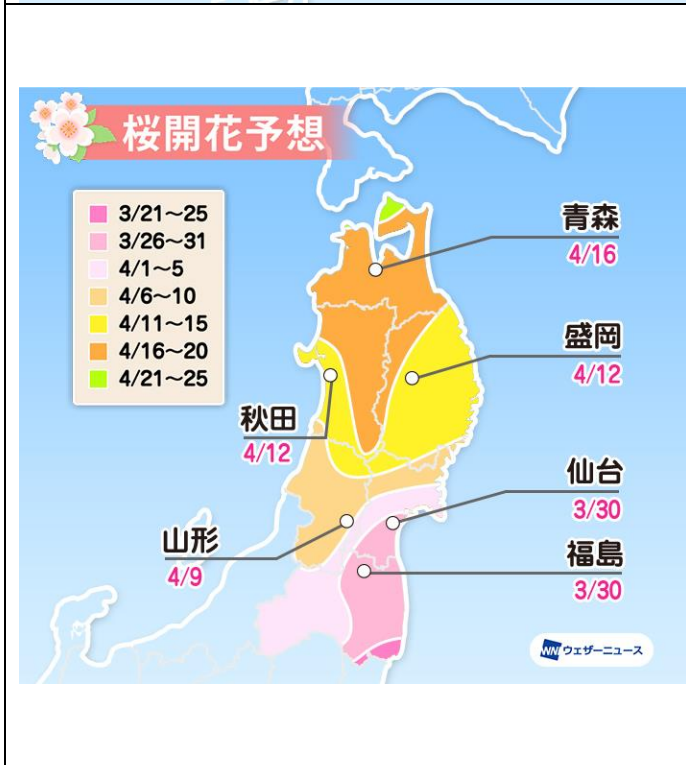 桜開花予想
3/21～25
3/26～31
4/1～5
4/6～10
4/11～15
4/16～20
4/21～25
青森
4/16
盛岡
4/12
秋田
4/12
仙台
3/30
山形
4/9
福島
3/30
WNI ウェザーニュース